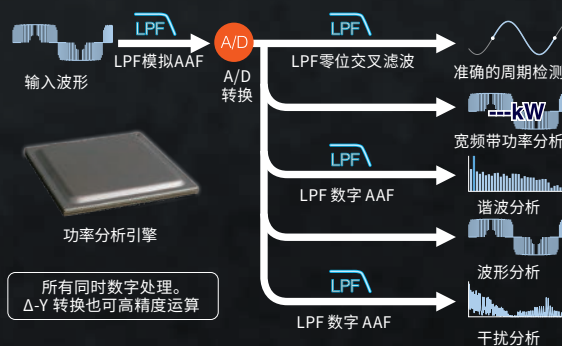 LPF
LPF模拟AAF
A/D
A/D
转换
输入波形
LPF
LPF零位交叉滤波
准确的周期检测
---kW
宽频带功率分析
LPF
LPF 数字 AAF
谐波分析
波形分析
LPF
LPF 数字 AAF
干扰分析
功率分析引擎
所有同时数字处理。
Δ-Y 转换也可高精度运算